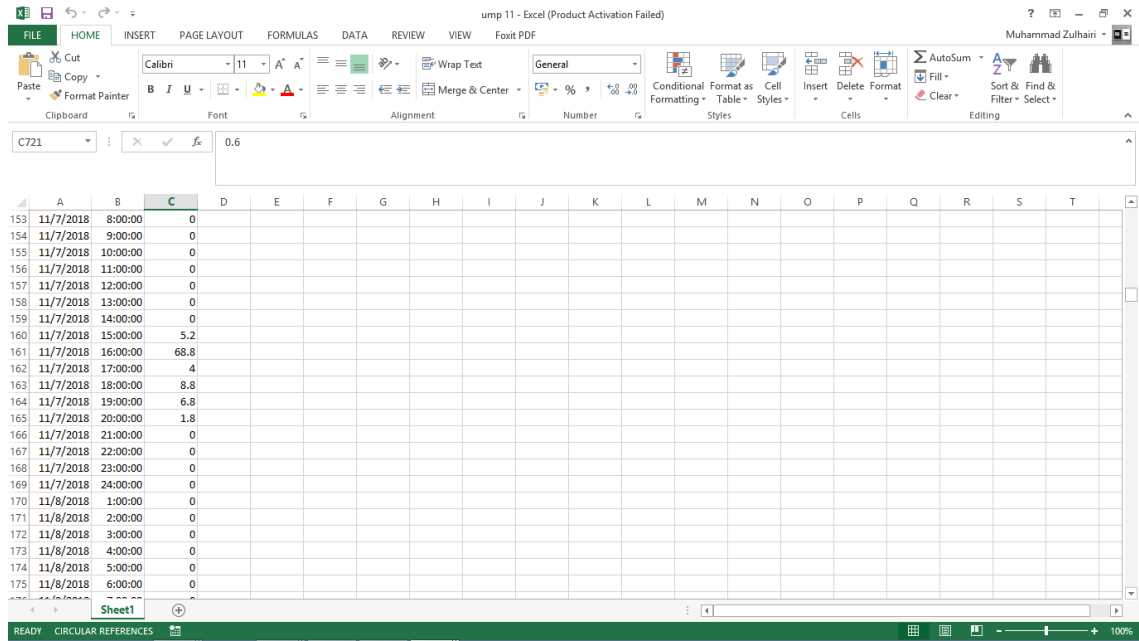 ump 11 - Excel (Product Activation Failed)
FILE HOME INSERT PAGE LAYOUT FORMULAS DATA REVIEW VIEW Foxit PDF Muhammad Zulhairi
Cut
Copy
Format Painter
Paste
Clipboard
Calibri 11
B I U
Font
Wrap Text
Merge & Center
Alignment
General
% ,
Number
Conditional Formatting Format as Table Cell Styles
Styles
Insert Delete Format
Cells
AutoSum
Fill
Clear
Sort & Filter Find & Select
Editing
C721 fx 0.6
A B C D E F G H I J K L M N O P Q R S T
153 11/7/2018 8:00:00 0
154 11/7/2018 9:00:00 0
155 11/7/2018 10:00:00 0
156 11/7/2018 11:00:00 0
157 11/7/2018 12:00:00 0
158 11/7/2018 13:00:00 0
159 11/7/2018 14:00:00 0
160 11/7/2018 15:00:00 5.2
161 11/7/2018 16:00:00 68.8
162 11/7/2018 17:00:00 4
163 11/7/2018 18:00:00 8.8
164 11/7/2018 19:00:00 6.8
165 11/7/2018 20:00:00 1.8
166 11/7/2018 21:00:00 0
167 11/7/2018 22:00:00 0
168 11/7/2018 23:00:00 0
169 11/7/2018 24:00:00 0
170 11/8/2018 1:00:00 0
171 11/8/2018 2:00:00 0
172 11/8/2018 3:00:00 0
173 11/8/2018 4:00:00 0
174 11/8/2018 5:00:00 0
175 11/8/2018 6:00:00 0
Sheet1
READY CIRCULAR REFERENCES 100%